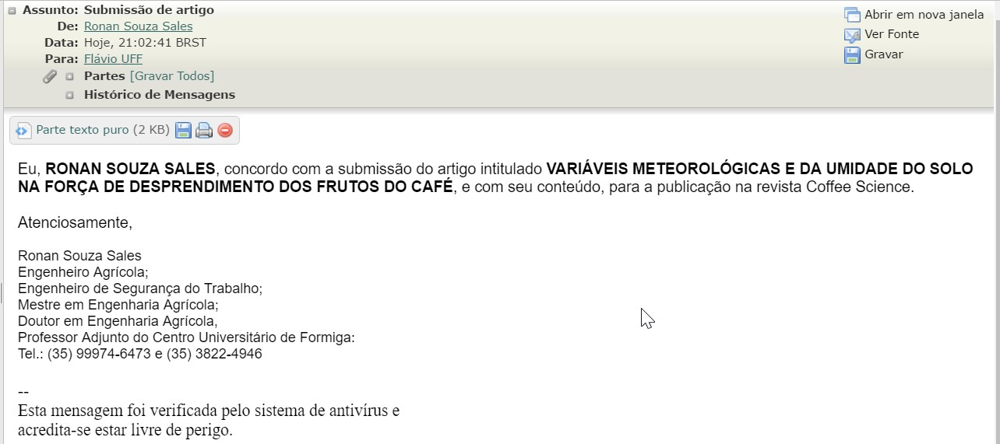 Assunto: Submissão de artigo
De: Ronan Souza Sales
Data: Hoje, 21:02:41 BRST
Para: Flávio UFF
Partes [Gravar Todos]
Histórico de Mensagens
Abrir em nova janela
Ver Fonte
Gravar
Parte texto puro (2 KB)
Eu, RONAN SOUZA SALES, concordo com a submissão do artigo intitulado VARIÁVEIS METEOROLÓGICAS E DA UMIDADE DO SOLO
NA FORÇA DE DESPRENDIMENTO DOS FRUTOS DO CAFÉ, e com seu conteúdo, para a publicação na revista Coffee Science.
Atenciosamente,
Ronan Souza Sales
Engenheiro Agrícola;
Engenheiro de Segurança do Trabalho;
Mestre em Engenharia Agrícola;
Doutor em Engenharia Agrícola,
Professor Adjunto do Centro Universitário de Formiga:
Tel.: (35) 99974-6473 e (35) 3822-4946
--
Esta mensagem foi verificada pelo sistema de antivírus e
acredita-se estar livre de perigo.